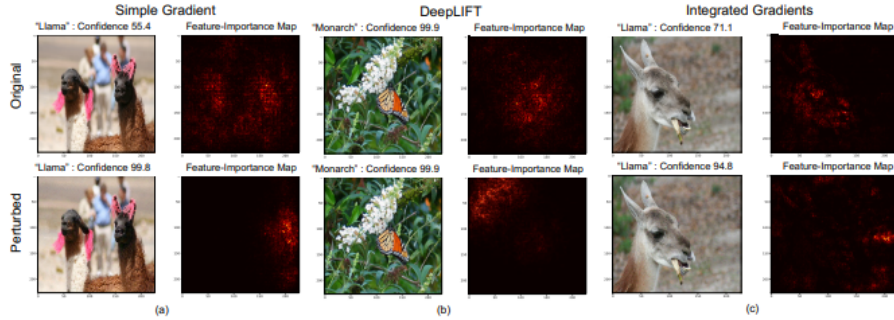 Simple Gradient
DeepLIFT
Integrated Gradients
"Llama" : Confidence 55.4
Feature-Importance Map
"Monarch" : Confidence 99.9
Feature-Importance Map
"Llama" : Confidence 71.1
Feature-Importance Map
Original
"Llama" : Confidence 99.8
Feature-Importance Map
"Monarch" : Confidence 99.9
Feature-Importance Map
"Llama" : Confidence 94.8
Feature-Importance Map
Perturbed
(a)
(b)
(c)